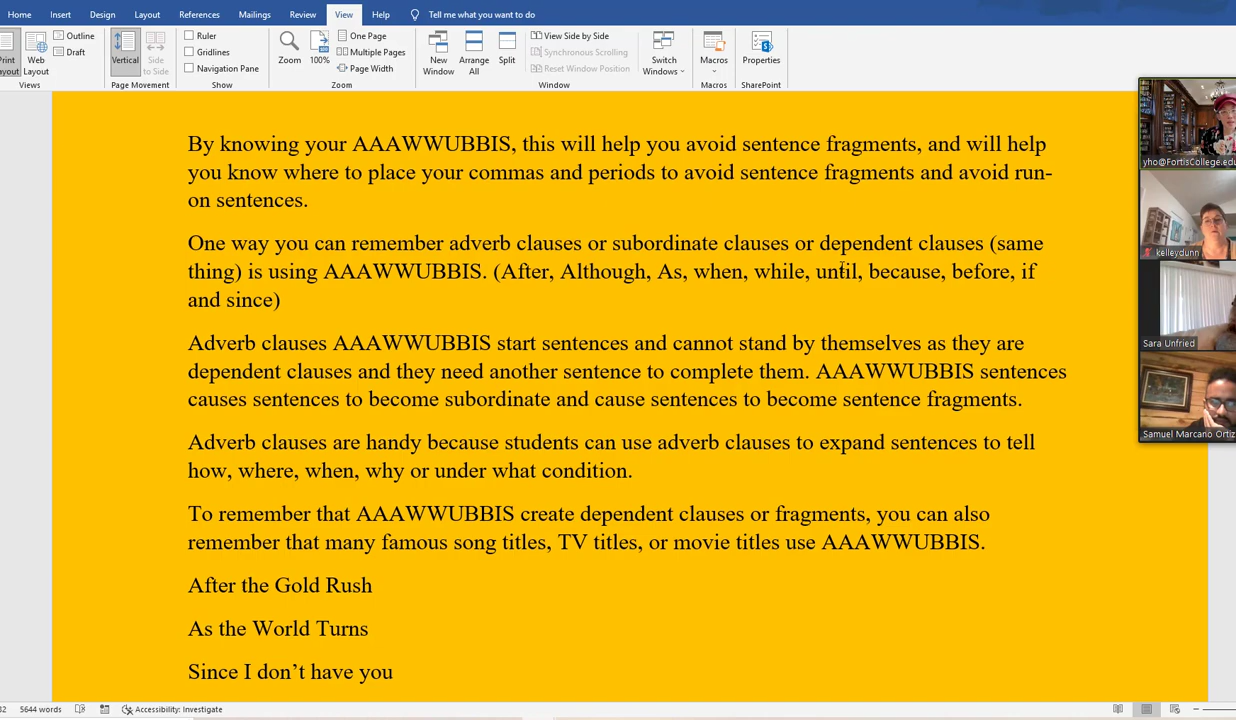 Home Insert Design Layout References Mailings Review View Help Tell me what you want to do
Outline
Draft
Web
Layout
Views
Vertical
Side
to Side
Page Movement
Ruler
Gridlines
Navigation Pane
Show
Zoom
100%
One Page
Multiple Pages
Page Width
Zoom
New
Window
Arrange
All
Split
View Side by Side
Synchronous Scrolling
Reset Window Position
Window
Switch
Windows
Macros
Macros
Properties
SharePoint
By knowing your AAAWWUBBIS, this will help you avoid sentence fragments, and will help
you know where to place your commas and periods to avoid sentence fragments and avoid run-
on sentences.
One way you can remember adverb clauses or subordinate clauses or dependent clauses (same
thing) is using AAAWWUBBIS. (After, Although, As, when, while, until, because, before, if
and since)
Adverb clauses AAAWWUBBIS start sentences and cannot stand by themselves as they are
dependent clauses and they need another sentence to complete them. AAAWWUBBIS sentences
causes sentences to become subordinate and cause sentences to become sentence fragments.
Adverb clauses are handy because students can use adverb clauses to expand sentences to tell
how, where, when, why or under what condition.
To remember that AAAWWUBBIS create dependent clauses or fragments, you can also
remember that many famous song titles, TV titles, or movie titles use AAAWWUBBIS.
After the Gold Rush
As the World Turns
Since I don’t have you
yho@FortisCollege.edu
kelleydunn
Sara Unfried
Samuel Marcano Ortiz
5644 words
Accessibility: Investigate